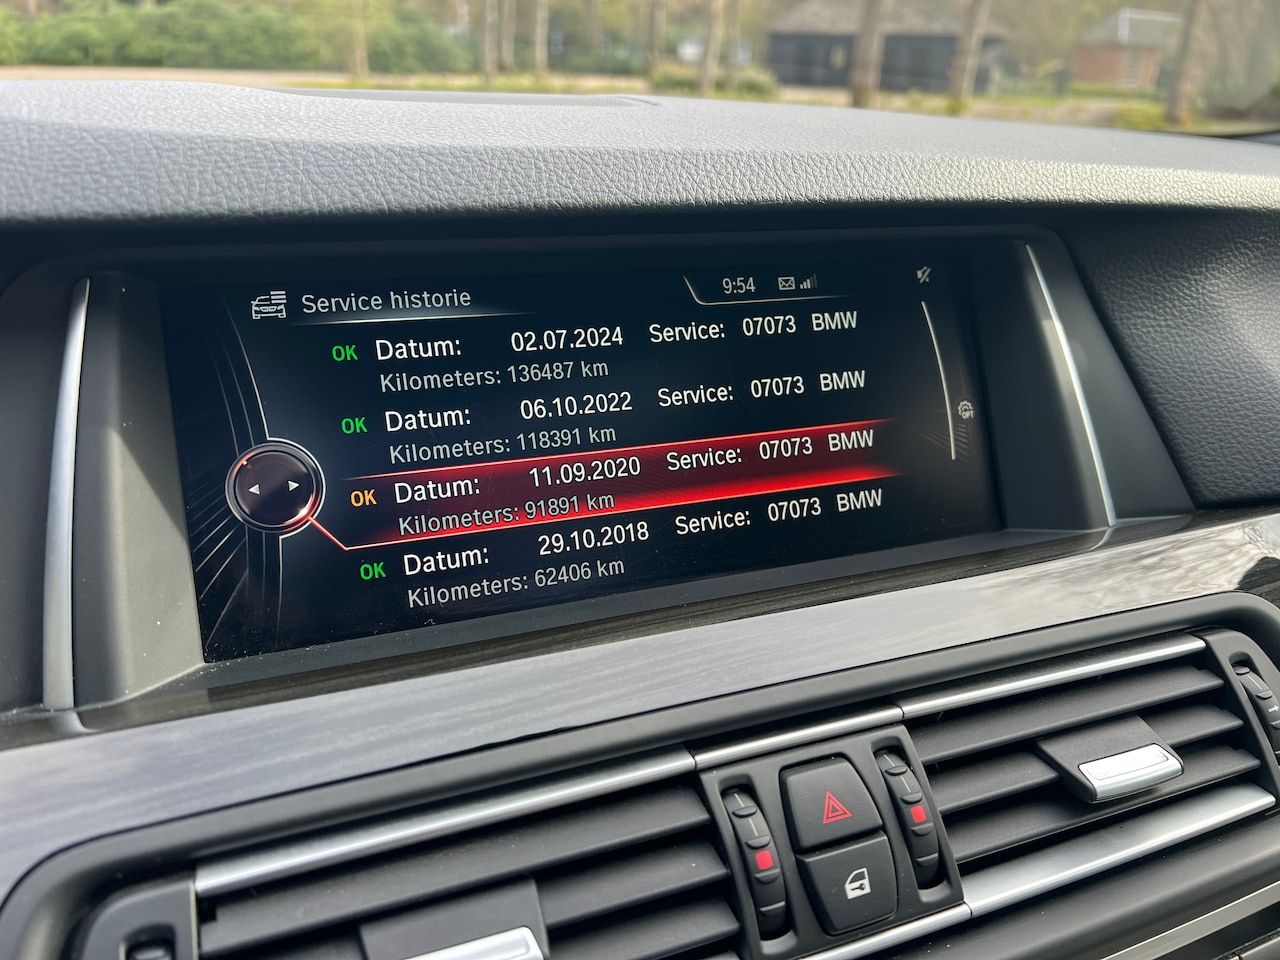 Service historie
9:54
OK Datum: 02.07.2024 Service: 07073 BMW
Kilometers: 136487 km
OK Datum: 06.10.2022 Service: 07073 BMW
Kilometers: 118391 km
OK Datum: 11.09.2020 Service: 07073 BMW
Kilometers: 91891 km
OK Datum: 29.10.2018 Service: 07073 BMW
Kilometers: 62406 km
OPT